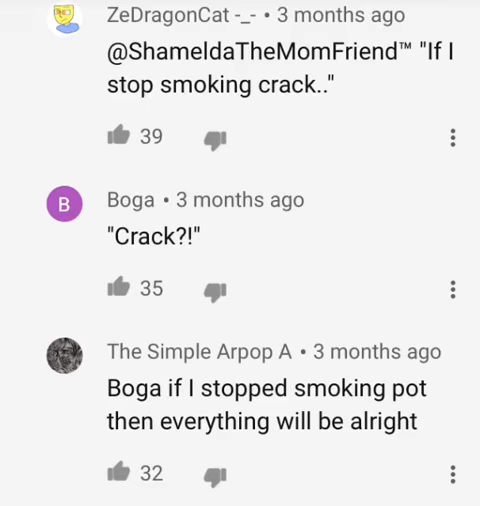 ZeDragonCat -_- • 3 months ago
@ShameldaTheMomFriend™ "If I
stop smoking crack.."
39
B
Boga • 3 months ago
"Crack?!"
35
The Simple Arpop A • 3 months ago
Boga if I stopped smoking pot
then everything will be alright
32